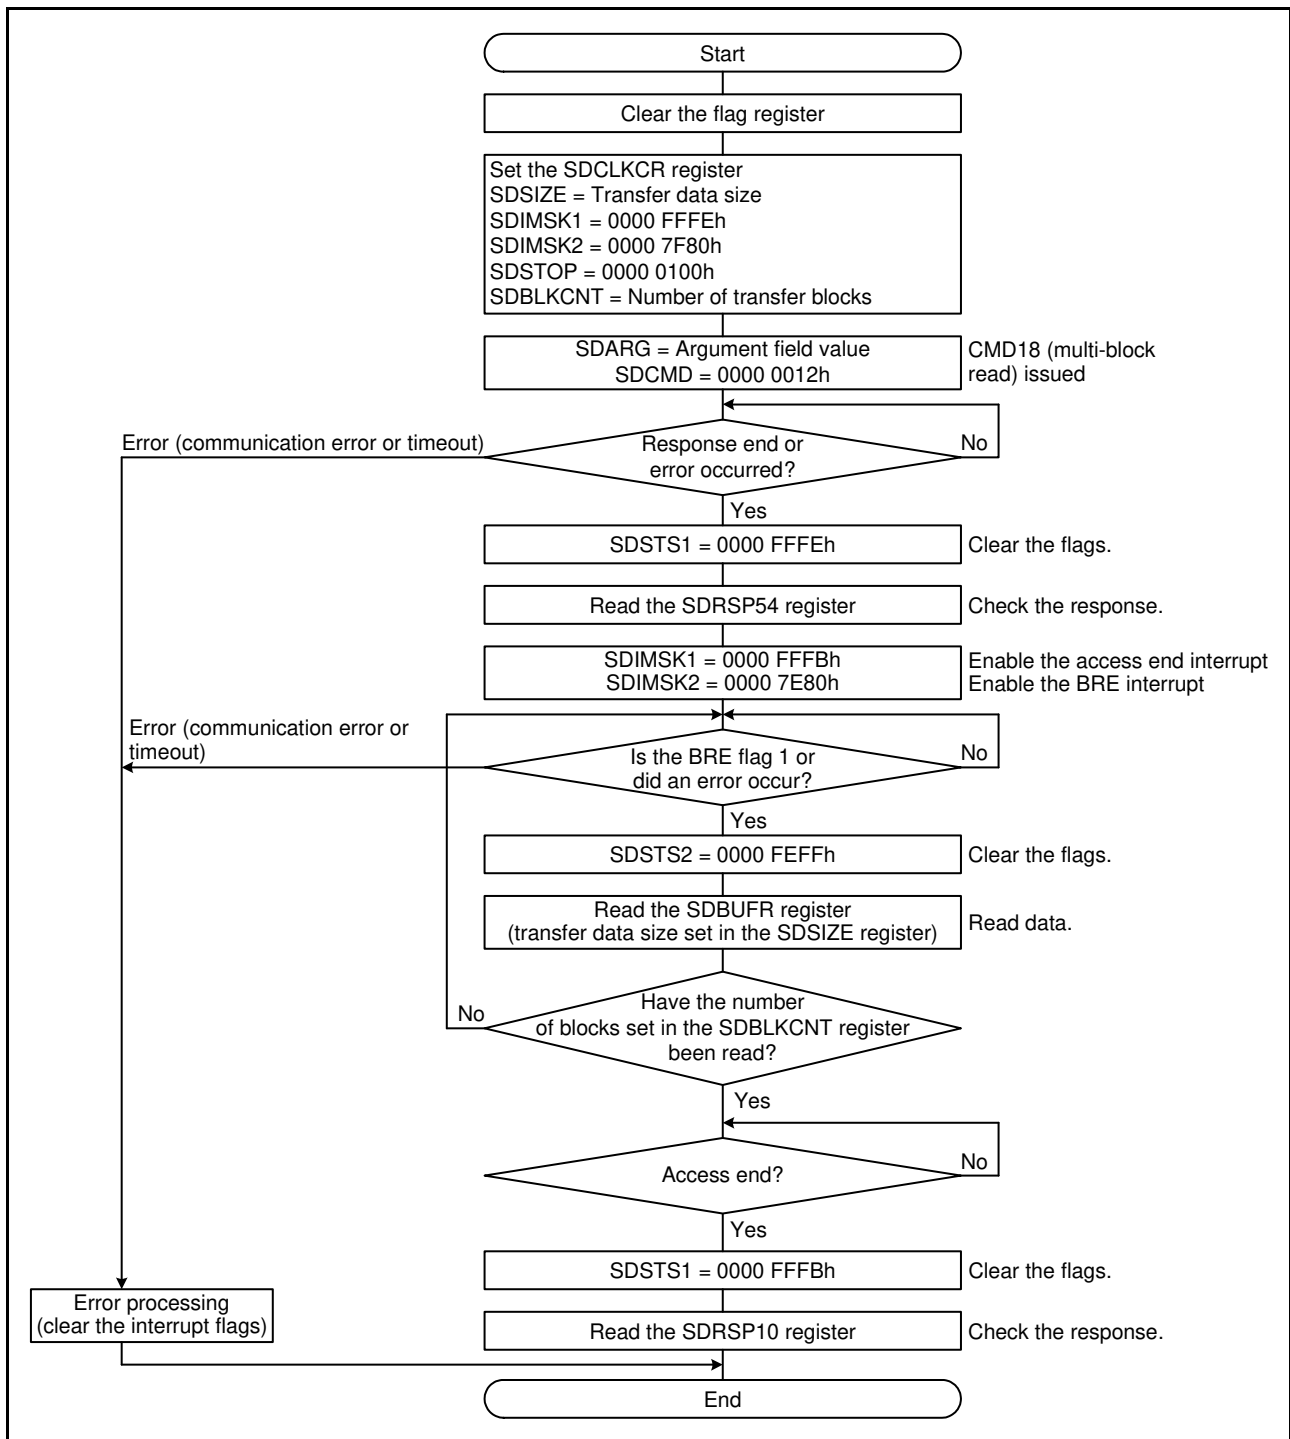 Start
Clear the flag register
Set the SDCLKCR register
SDSIZE = Transfer data size
SDIMSK1 = 0000 FFFEh
SDIMSK2 = 0000 7F80h
SDSTOP = 0000 0100h
SDBLKCNT = Number of transfer blocks
SDARG = Argument field value
SDCMD = 0000 0012h
CMD18 (multi-block
read) issued
Error (communication error or timeout)
Response end or
error occurred?
No
Yes
SDSTS1 = 0000 FFFEh
Clear the flags.
Read the SDRSP54 register
Check the response.
SDIMSK1 = 0000 FFFBh
SDIMSK2 = 0000 7E80h
Enable the access end interrupt
Enable the BRE interrupt
Error (communication error or
timeout)
Is the BRE flag 1 or
did an error occur?
No
Yes
SDSTS2 = 0000 FEFFh
Clear the flags.
Read the SDBUFR register
(transfer data size set in the SDSIZE register)
Read data.
No
Have the number
of blocks set in the SDBLKCNT register
been read?
Yes
Access end?
No
Yes
SDSTS1 = 0000 FFFBh
Clear the flags.
Error processing
(clear the interrupt flags)
Read the SDRSP10 register
Check the response.
End